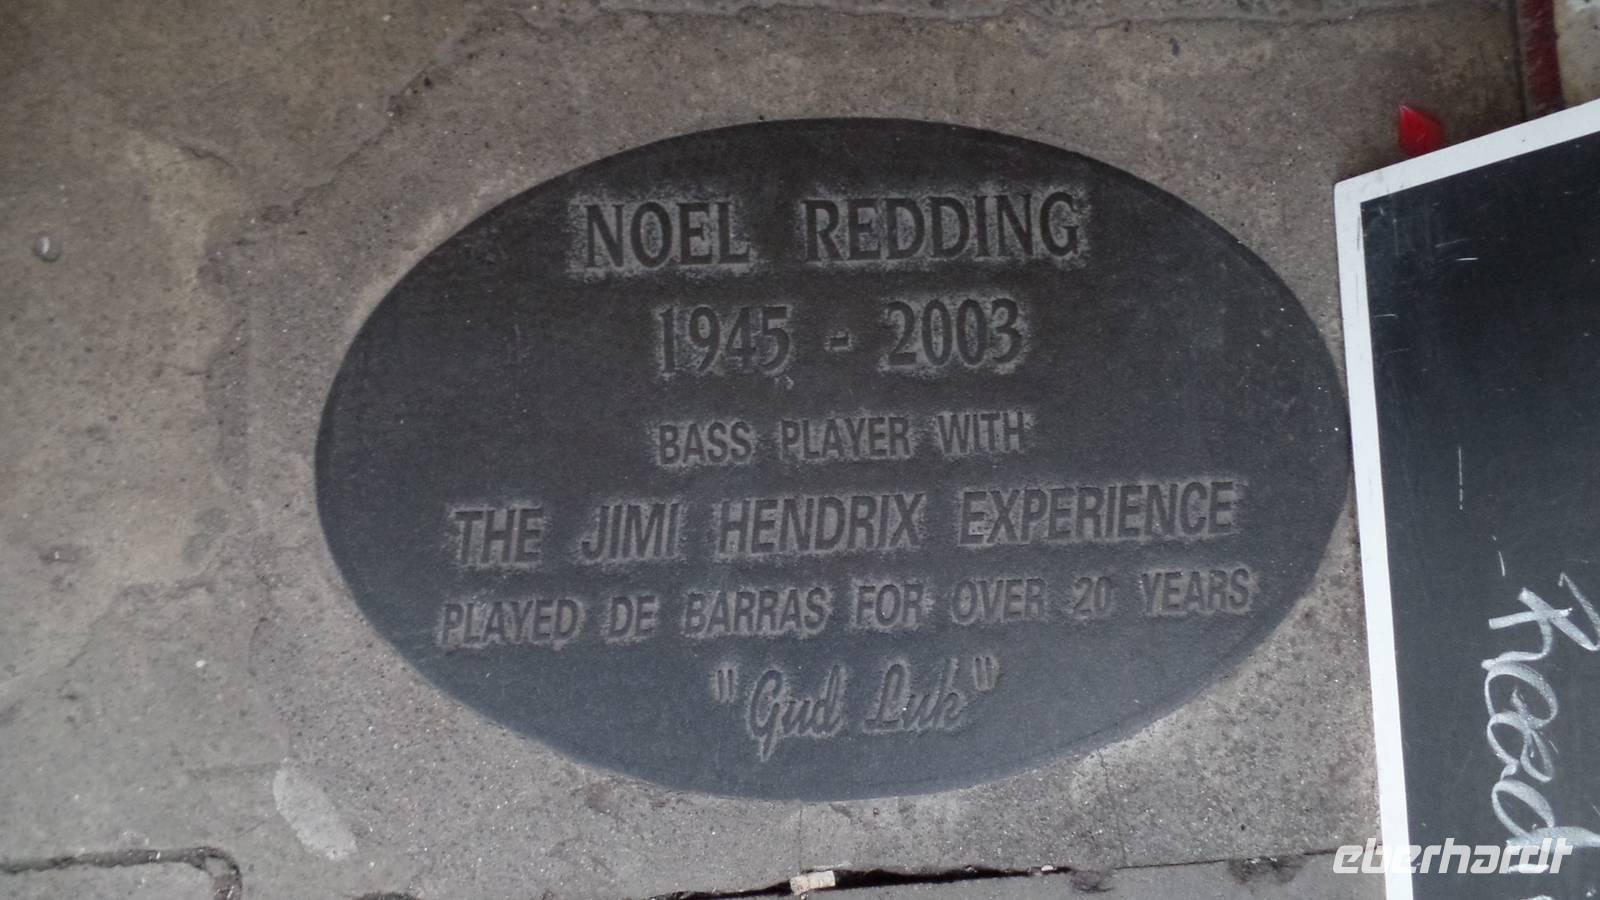 NOEL REDDING
1945 - 2003
BASS PLAYER WITH
THE JIMI HENDRIX EXPERIENCE
PLAYED DE BARRAS FOR OVER 20 YEARS
"Gud Luk"
eberhardt